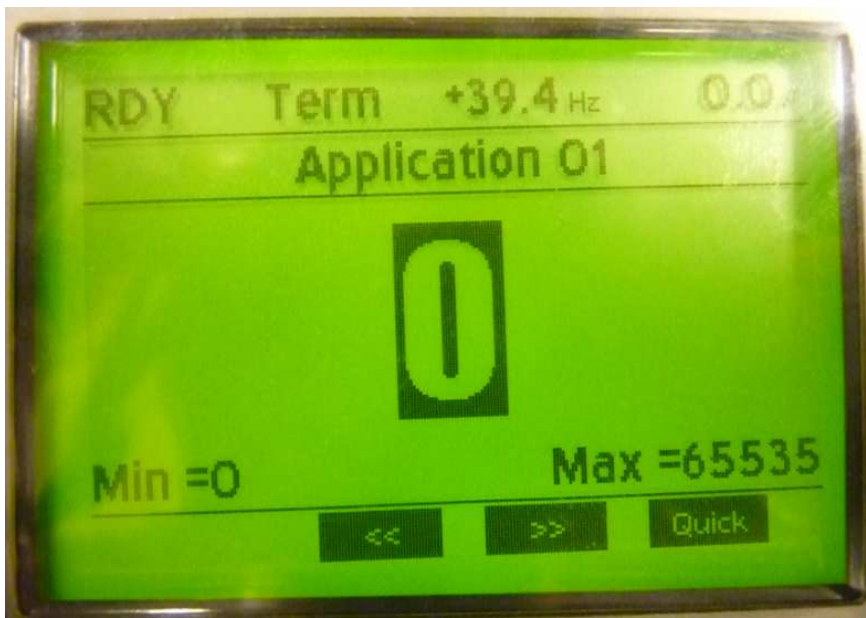 RDY Term +39.4 Hz 0.0
Application 01
0
Min =0 Max =65535
<< >> Quick